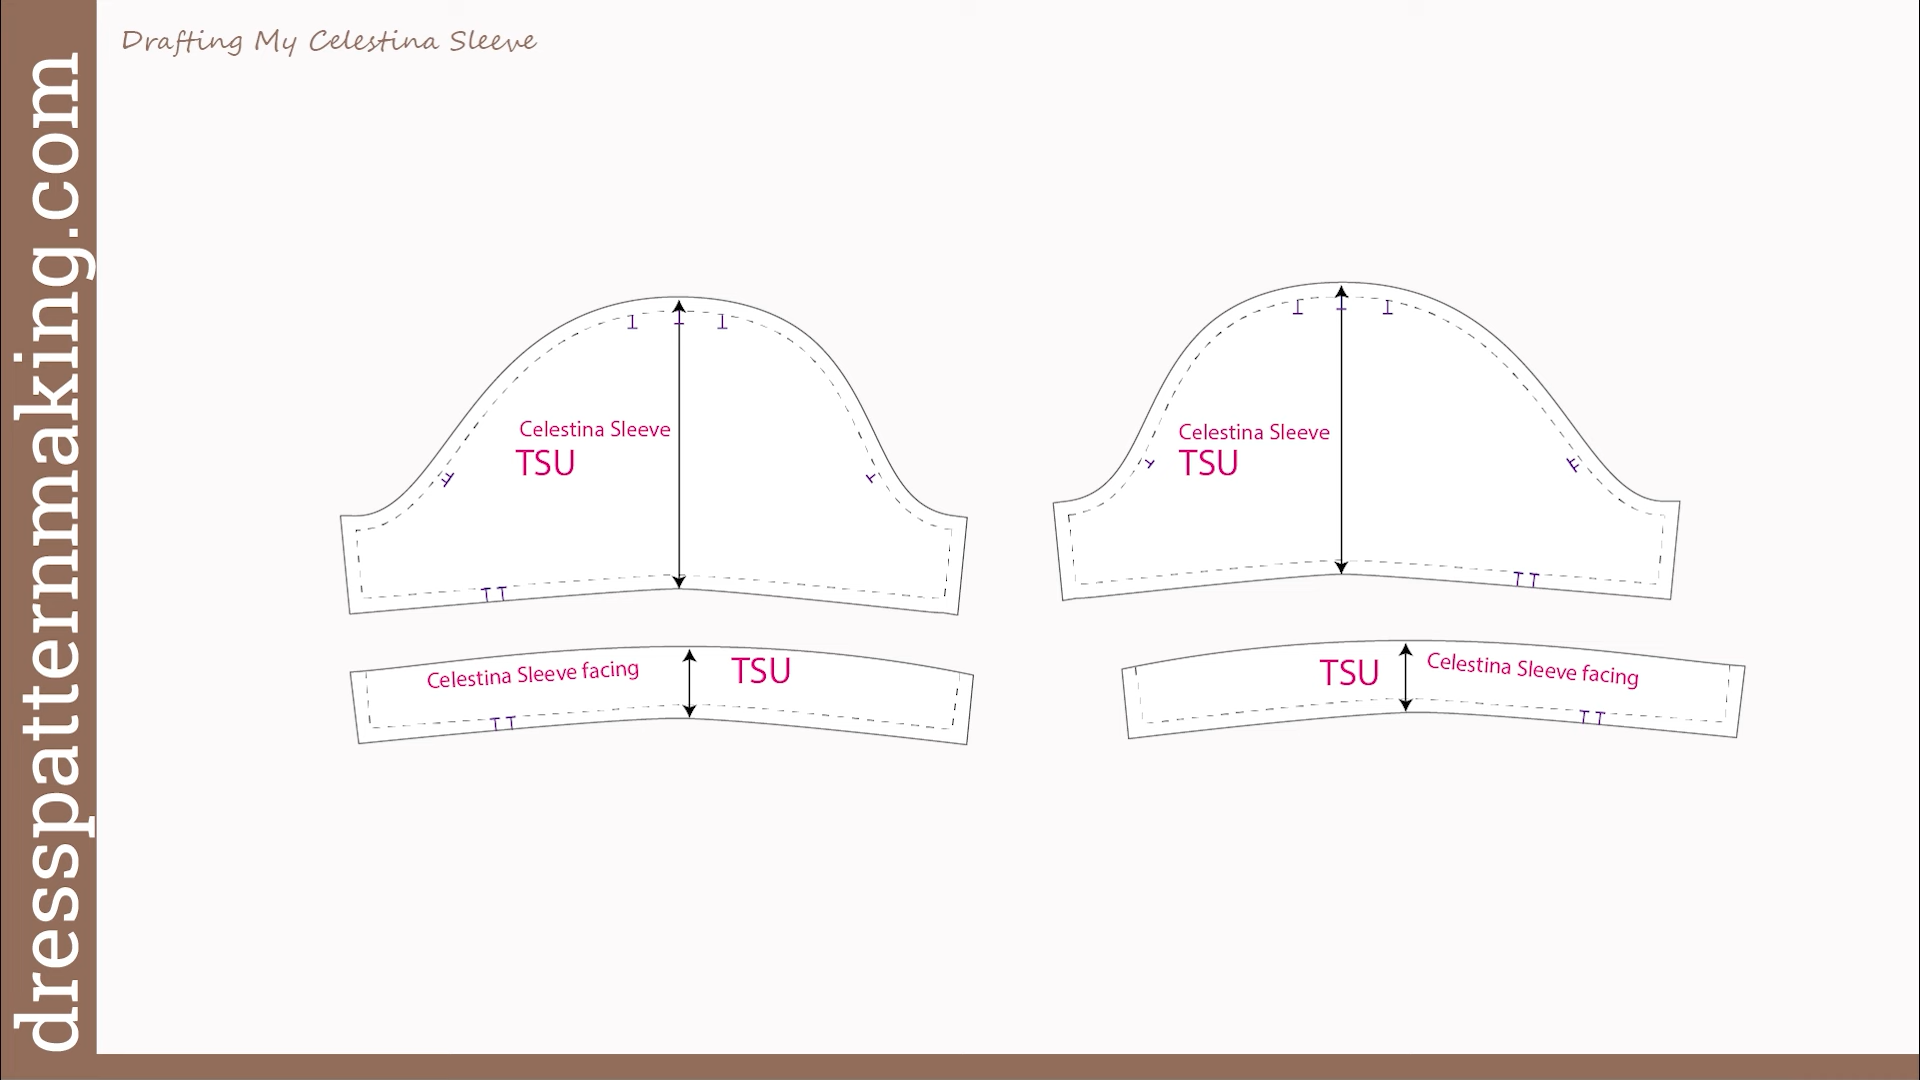 Drafting My Celestina Sleeve
dresspatternmaking.com
Celestina Sleeve
TSU
Celestina Sleeve
TSU
Celestina Sleeve facing
TSU
TSU
Celestina Sleeve facing